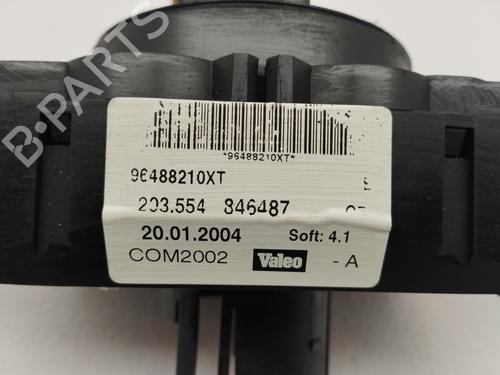 B-PARTS
*96488210XT*
96488210XT
203.554 846487
20.01.2004 Soft: 4.1
COM2002 Valeo - A